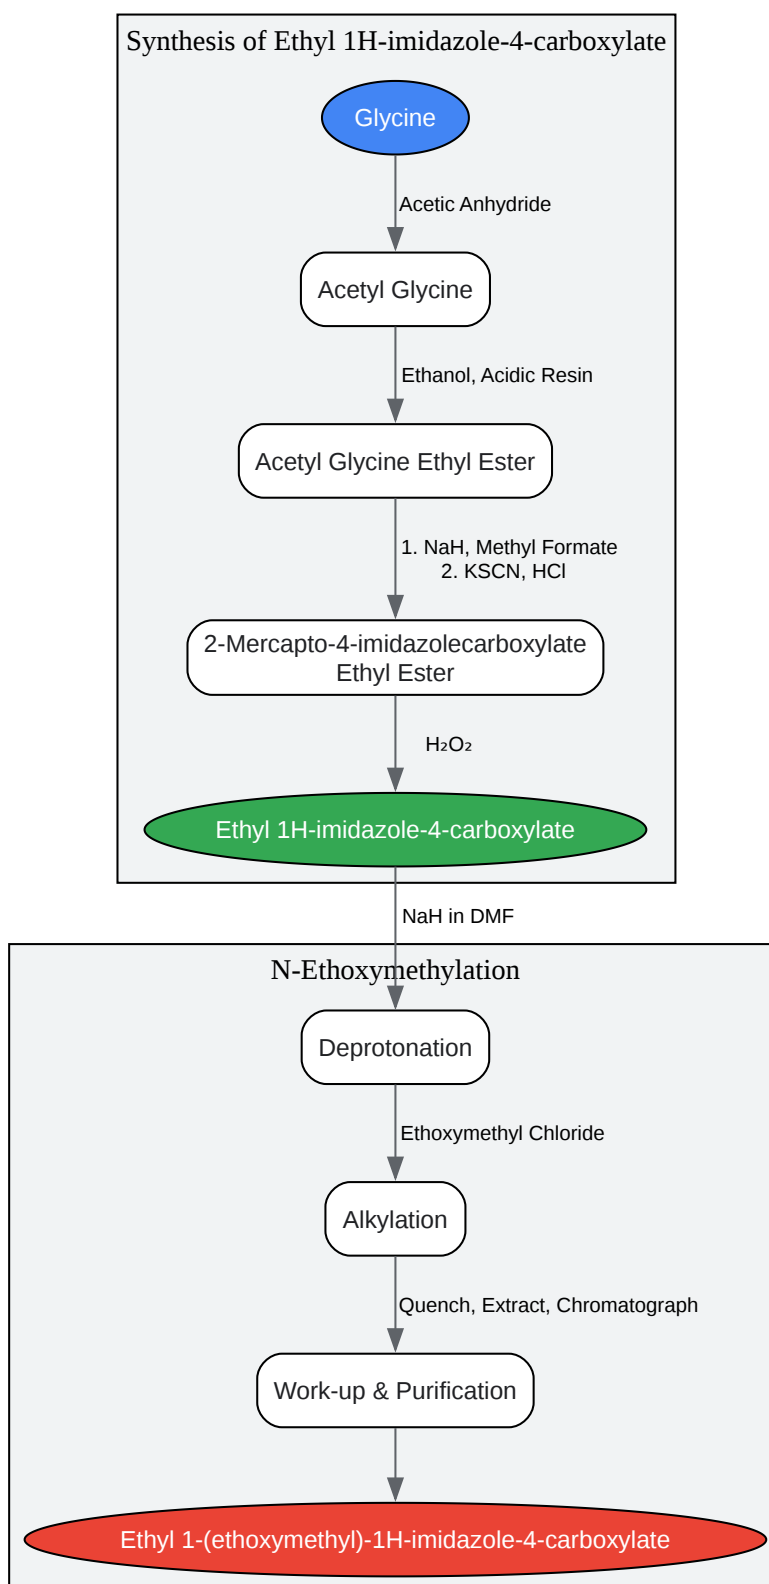 Synthesis of Ethyl 1H-imidazole-4-carboxylate
Glycine
Acetic Anhydride
Acetyl Glycine
Ethanol, Acidic Resin
Acetyl Glycine Ethyl Ester
1. NaH, Methyl Formate
2. KSCN, HCl
2-Mercapto-4-imidazolecarboxylate
Ethyl Ester
H₂O₂
Ethyl 1H-imidazole-4-carboxylate
NaH in DMF
N-Ethoxymethylation
Deprotonation
Ethoxymethyl Chloride
Alkylation
Quench, Extract, Chromatograph
Work-up & Purification
Ethyl 1-(ethoxymethyl)-1H-imidazole-4-carboxylate